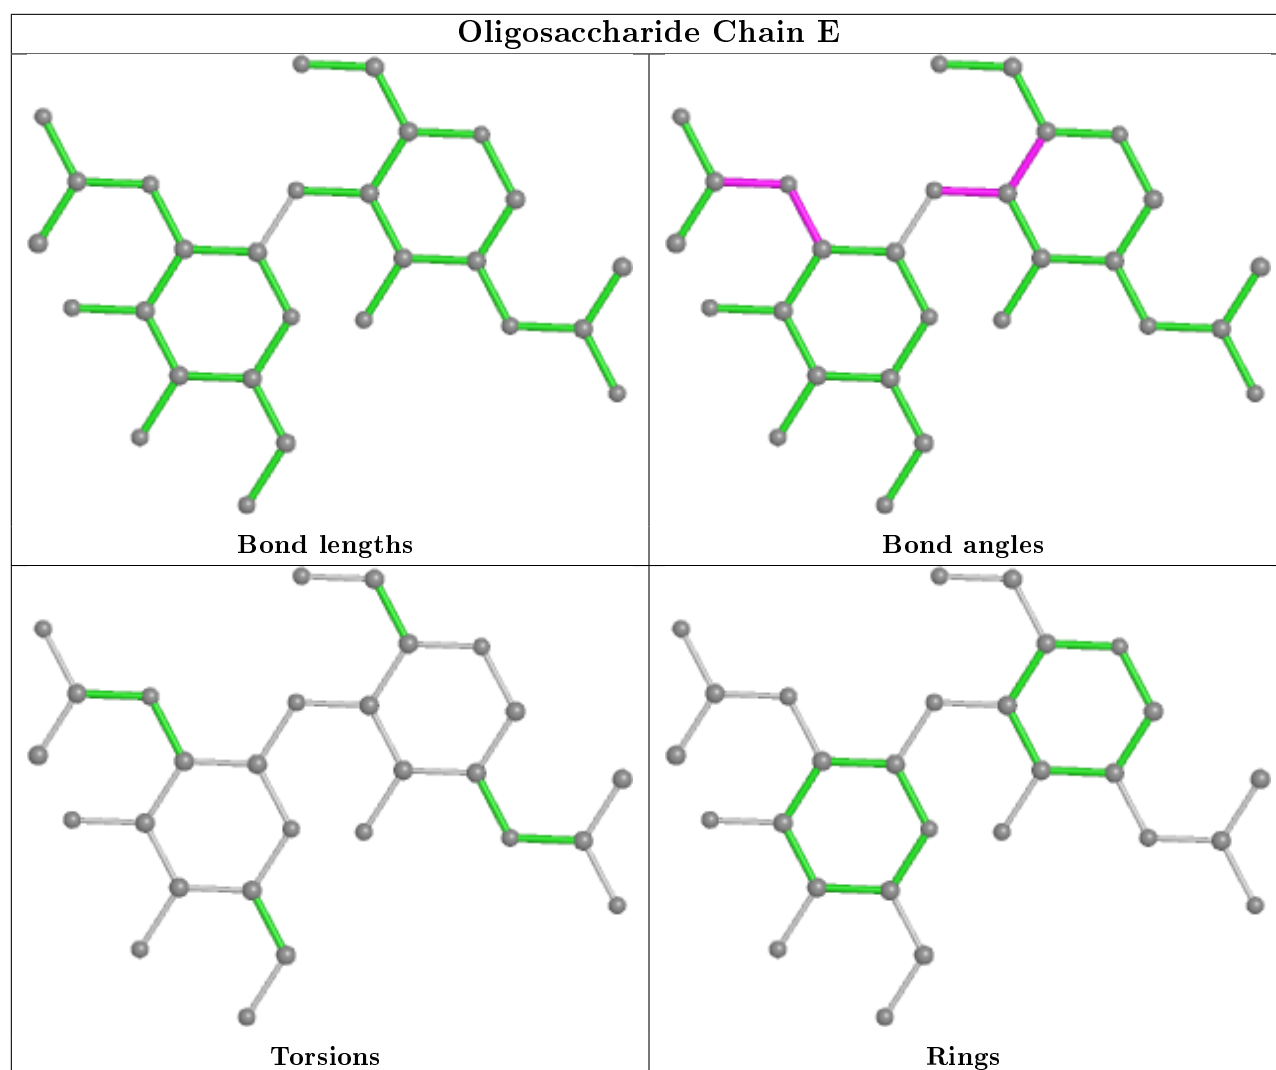 Oligosaccharide Chain E
Bond lengths
Bond angles
Torsions
Rings